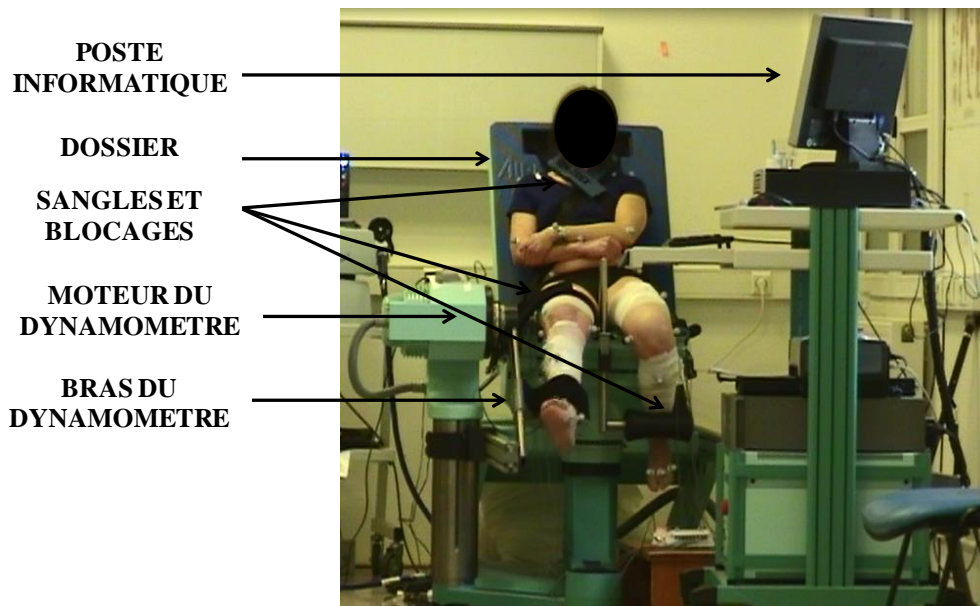 POSTE
INFORMATIQUE
DOSSIER
SANGLES ET
BLOCAGES
MOTEUR DU
DYNAMOMETRE
BRAS DU
DYNAMOMETRE